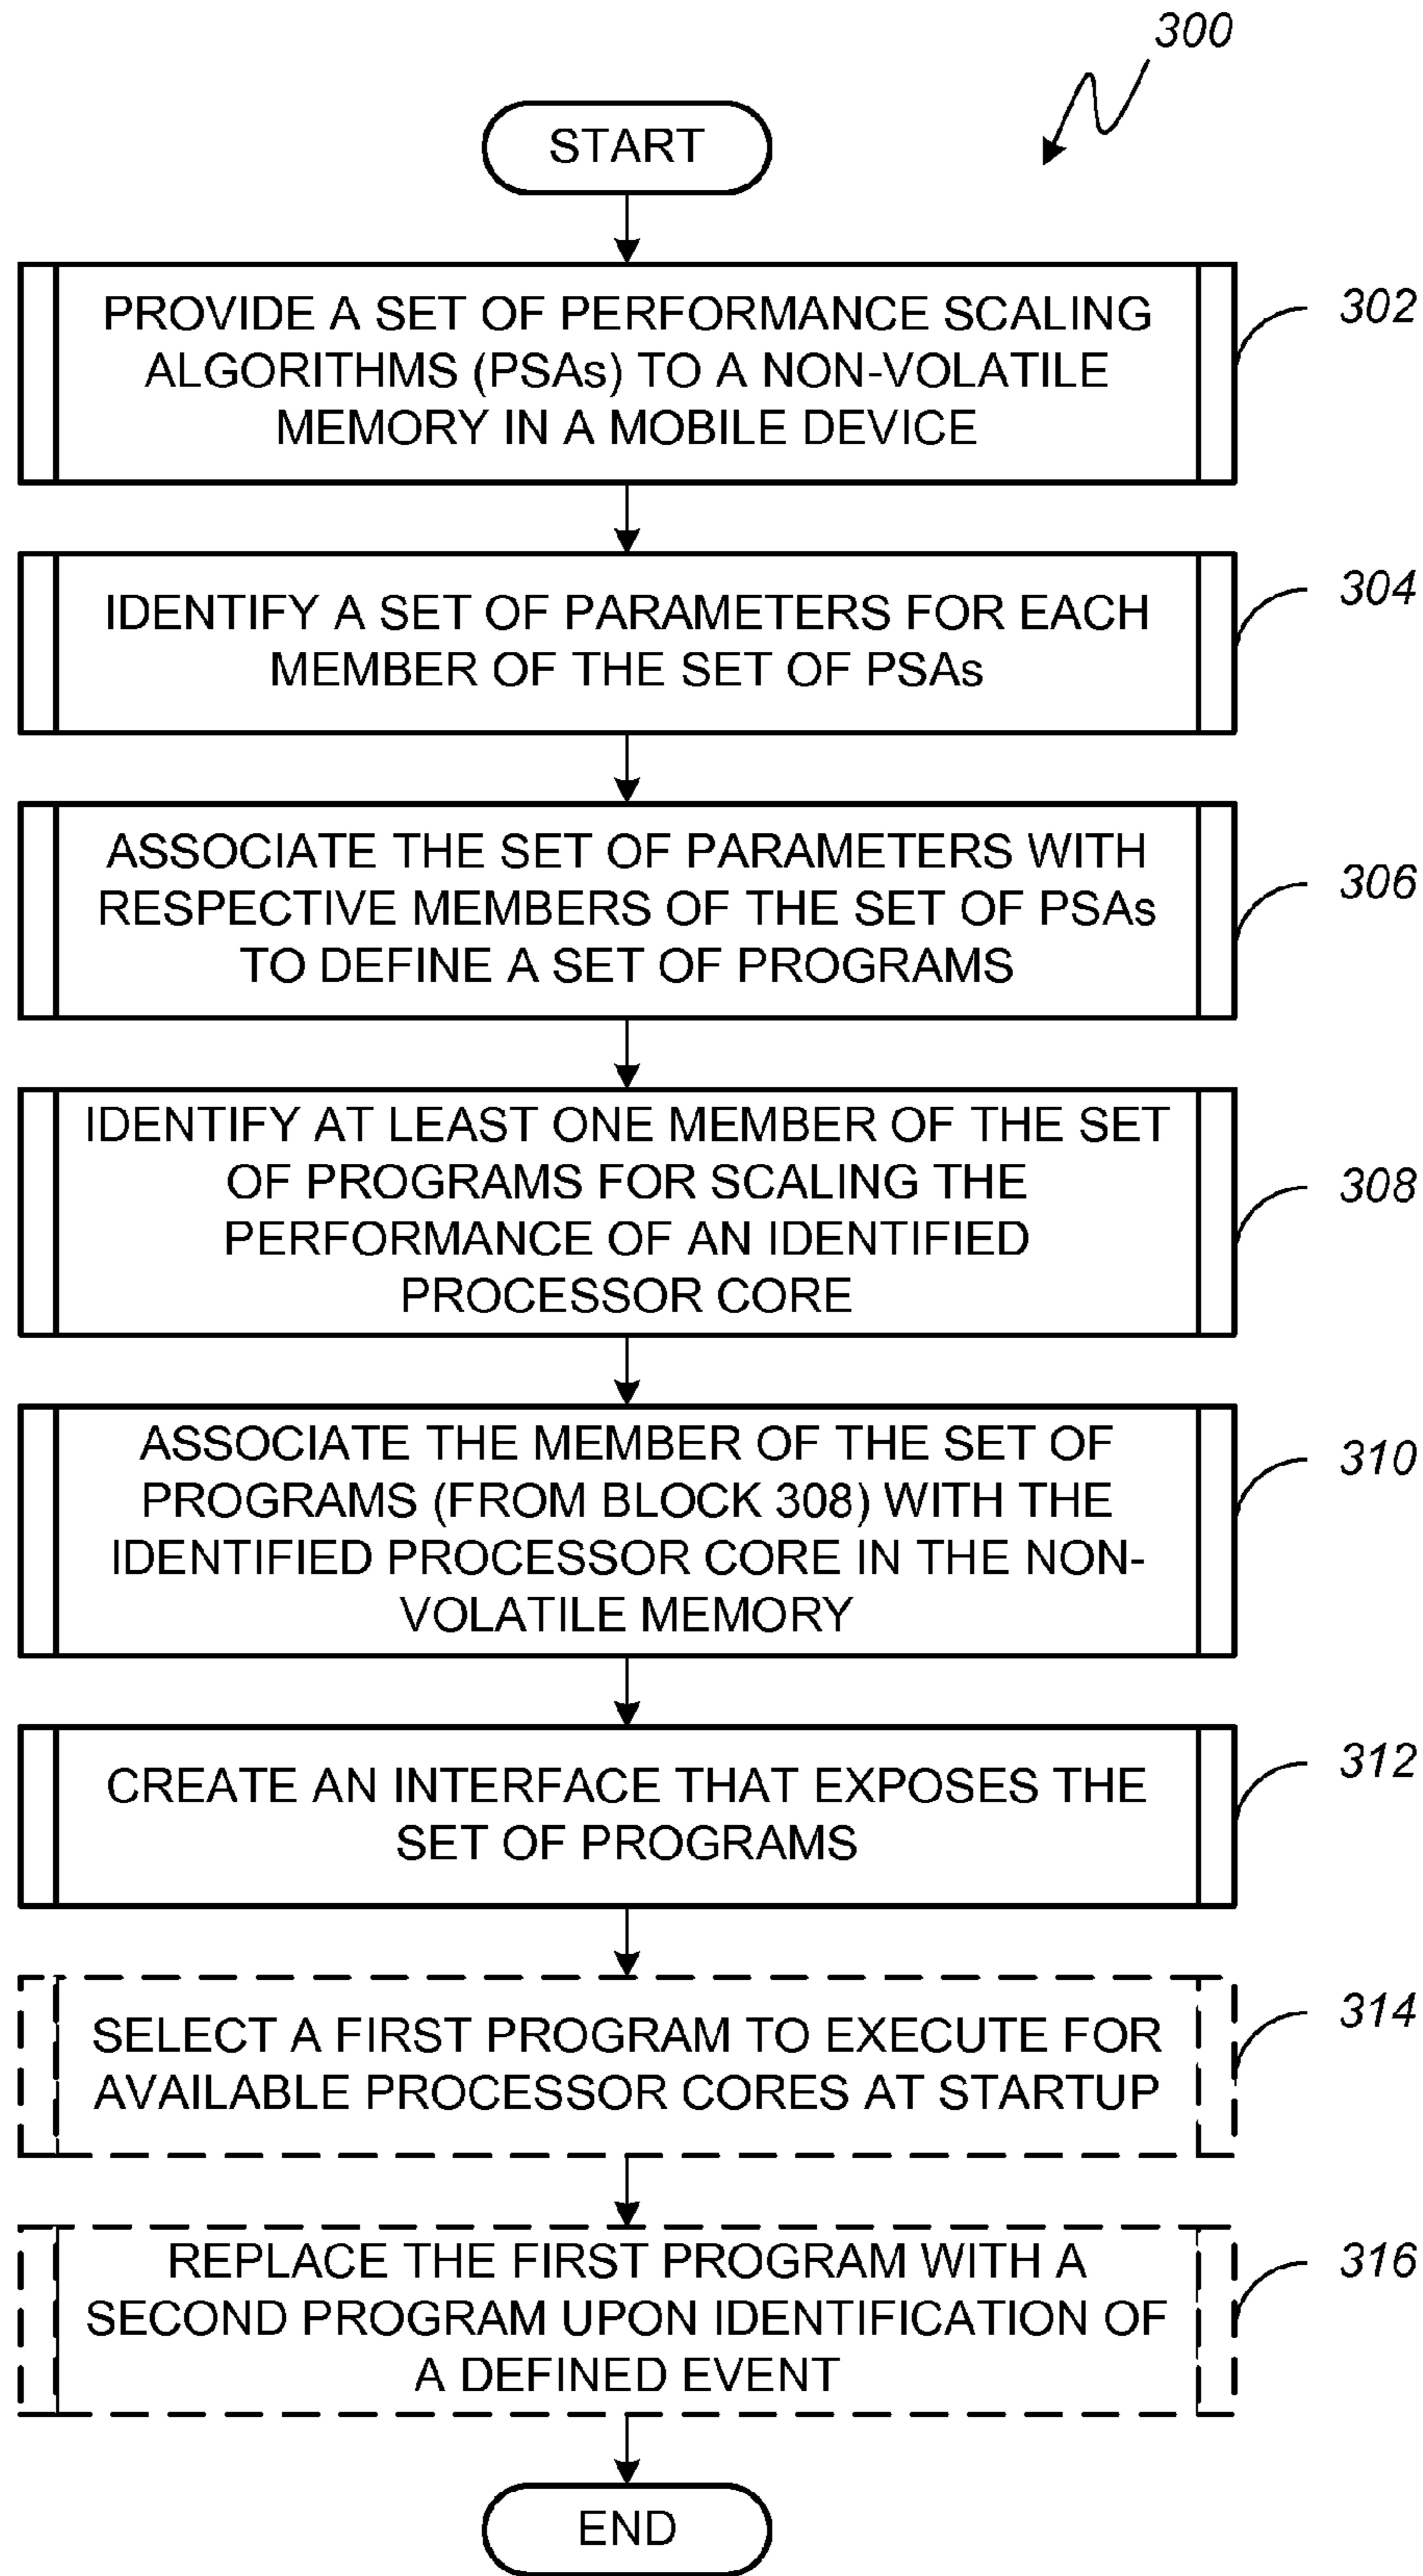 300
START
PROVIDE A SET OF PERFORMANCE SCALING
ALGORITHMS (PSAs) TO A NON-VOLATILE
MEMORY IN A MOBILE DEVICE
302
IDENTIFY A SET OF PARAMETERS FOR EACH
MEMBER OF THE SET OF PSAs
304
ASSOCIATE THE SET OF PARAMETERS WITH
RESPECTIVE MEMBERS OF THE SET OF PSAs
TO DEFINE A SET OF PROGRAMS
306
IDENTIFY AT LEAST ONE MEMBER OF THE SET
OF PROGRAMS FOR SCALING THE
PERFORMANCE OF AN IDENTIFIED
PROCESSOR CORE
308
ASSOCIATE THE MEMBER OF THE SET OF
PROGRAMS (FROM BLOCK 308) WITH THE
IDENTIFIED PROCESSOR CORE IN THE NON-
VOLATILE MEMORY
310
CREATE AN INTERFACE THAT EXPOSES THE
SET OF PROGRAMS
312
SELECT A FIRST PROGRAM TO EXECUTE FOR
AVAILABLE PROCESSOR CORES AT STARTUP
314
REPLACE THE FIRST PROGRAM WITH A
SECOND PROGRAM UPON IDENTIFICATION OF
A DEFINED EVENT
316
END